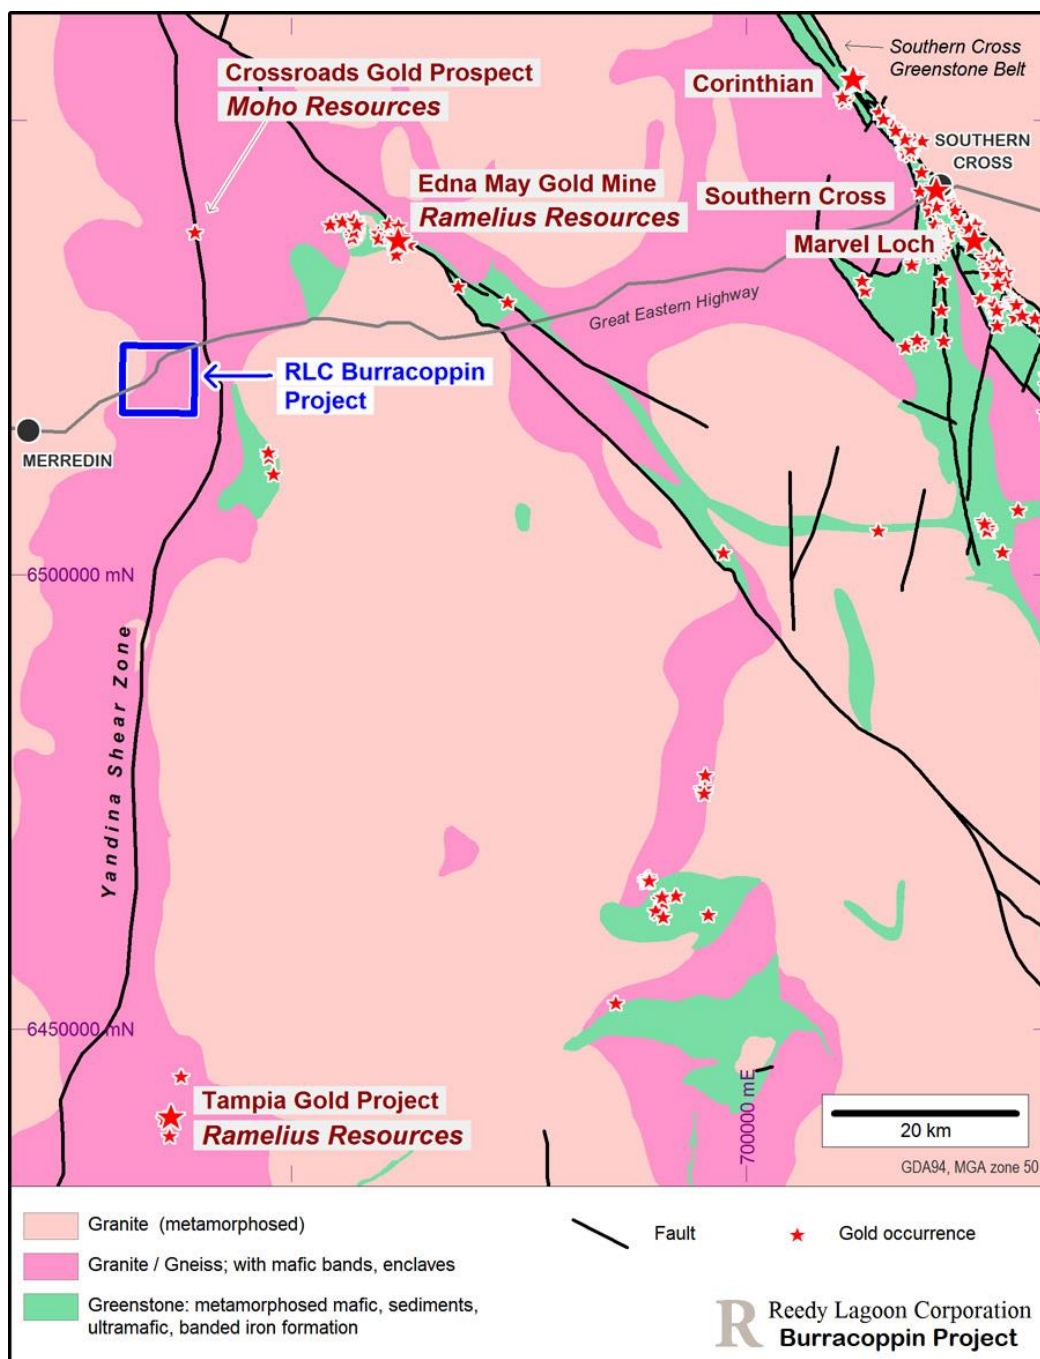 Southern Cross
Greenstone Belt
Crossroads Gold Prospect
Moho Resources
Corinthian
SOUTHERN
CROSS
Edna May Gold Mine
Ramelius Resources
Southern Cross
Marvel Loch
Great Eastern Highway
RLC Burracoppin
Project
MERREDIN
6500000 mN
Yandina Shear Zone
6450000 mN
700000 mE
Tampia Gold Project
Ramelius Resources
20 km
GDA94, MGA zone 50
Granite (metamorphosed)
Granite / Gneiss; with mafic bands, enclaves
Greenstone: metamorphosed mafic, sediments,
ultramafic, banded iron formation
Fault
Gold occurrence
R Reedy Lagoon Corporation
Burracoppin Project